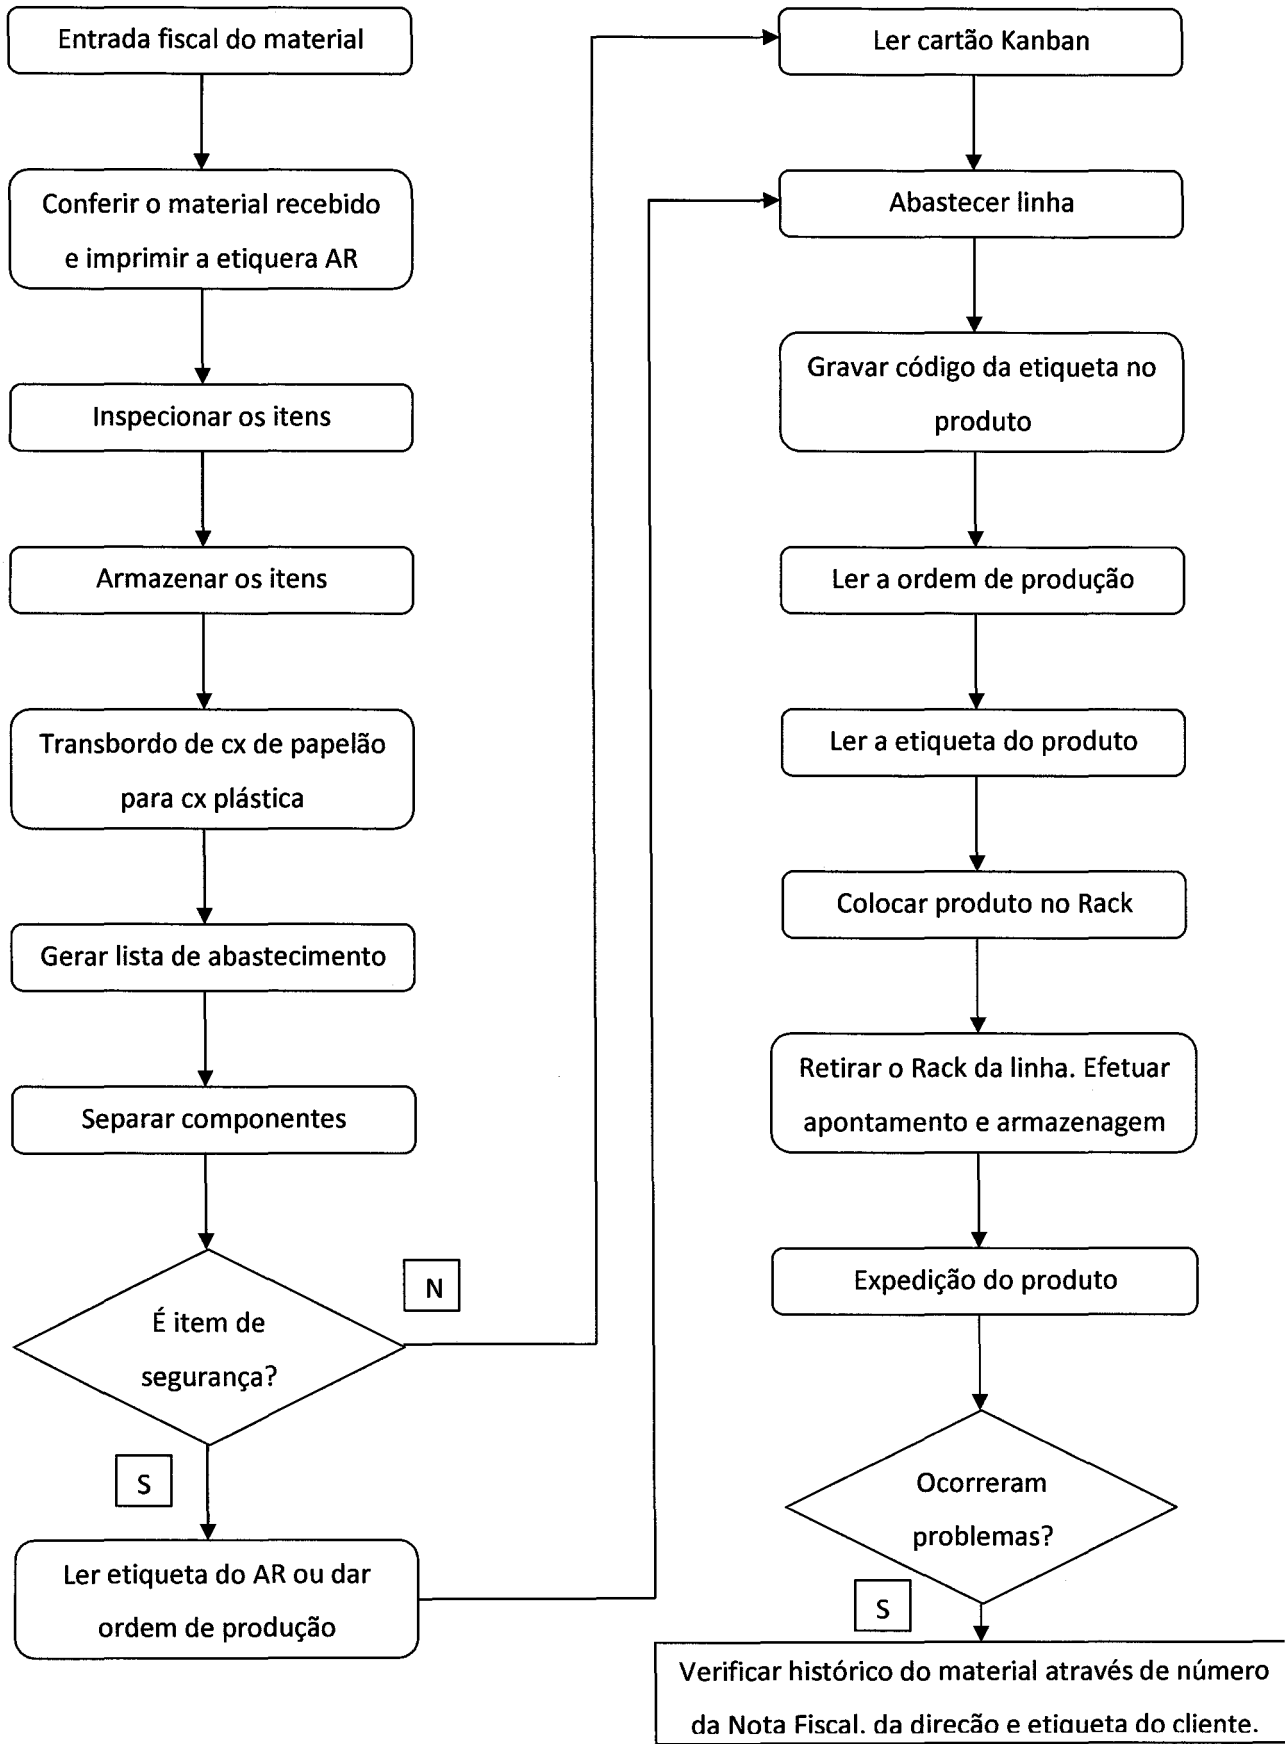 Entrada fiscal do material
Conferir o material recebido
e imprimir a etiquera AR
Inspecionar os itens
Armazenar os itens
Transbordo de cx de papelão
para cx plástica
Gerar lista de abastecimento
Separar componentes
É item de
segurança?
N
S
Ler etiqueta do AR ou dar
ordem de produção
Ler cartão Kanban
Abastecer linha
Gravar código da etiqueta no
produto
Ler a ordem de produção
Ler a etiqueta do produto
Colocar produto no Rack
Retirar o Rack da linha. Efetuar
apontamento e armazenagem
Expedição do produto
Ocorreram
problemas?
S
Verificar histórico do material através de número
da Nota Fiscal, da direção e etiqueta do cliente.